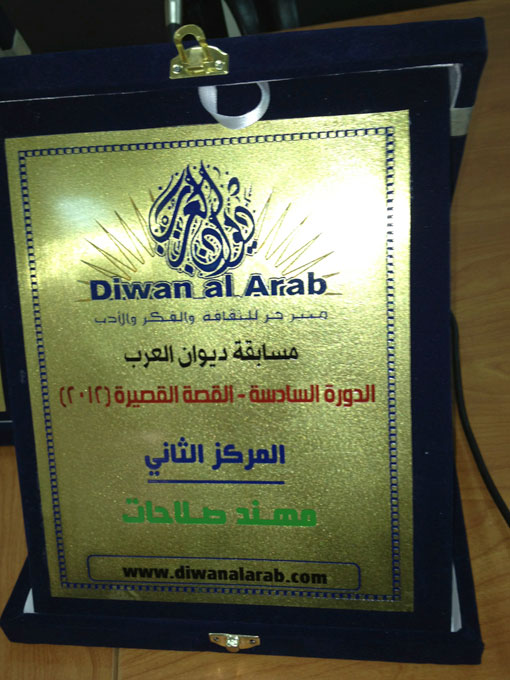 ديوان العرب
Diwan al Arab
منبر حر للثقافة والفكر والأدب
مسابقة ديوان العرب
الدورة السادسة - القصة القصيرة (٢٠١٢)
المركز الثاني
مهند صلاحات
www.diwanalarab.com